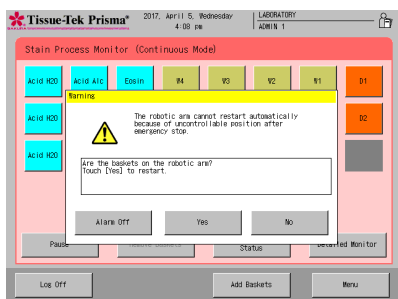 Tissue-Tek Prisma®
SAKURA
2017, April 5, Wednesday
4:08 pm
LABORATORY
ADMIN 1
Stain Process Monitor (Continuous Mode)
Acid H2O Acid Alc Eosin W4 W3 W2 W1 D1
Acid H2O D2
Acid H2O
Warning
The robotic arm cannot restart automatically
because of uncontrollable position after
emergency stop.
Are the baskets on the robotic arm?
Touch [Yes] to restart.
Alarm Off Yes No
Pause Status Detailed Monitor
Log Off Add Baskets Menu